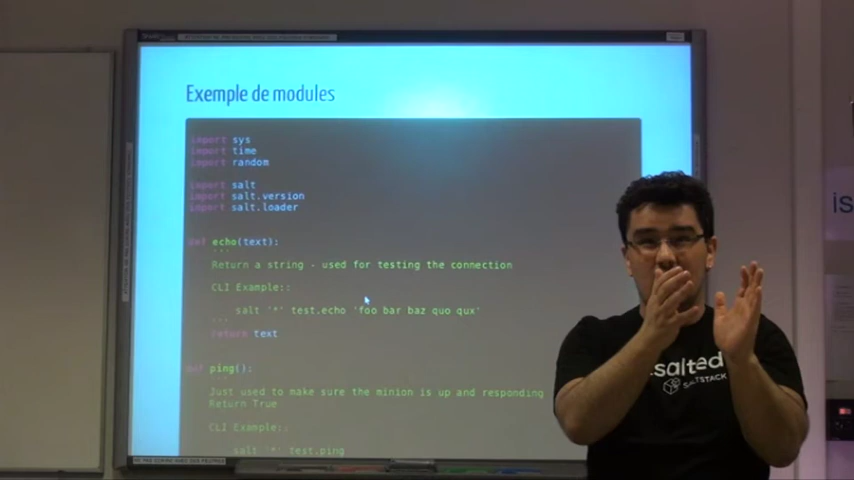 Exemple de modules
import sys
import time
import random
import salt
import salt.version
import salt.loader
def echo(text):
'''
Return a string - used for testing the connection
CLI Example::
salt '*' test.echo 'foo bar baz quo qux'
'''
return text
def ping():
'''
Just used to make sure the minion is up and responding
Return True
CLI Example::
salt '*' test.ping
salted
SALTSTACK
is